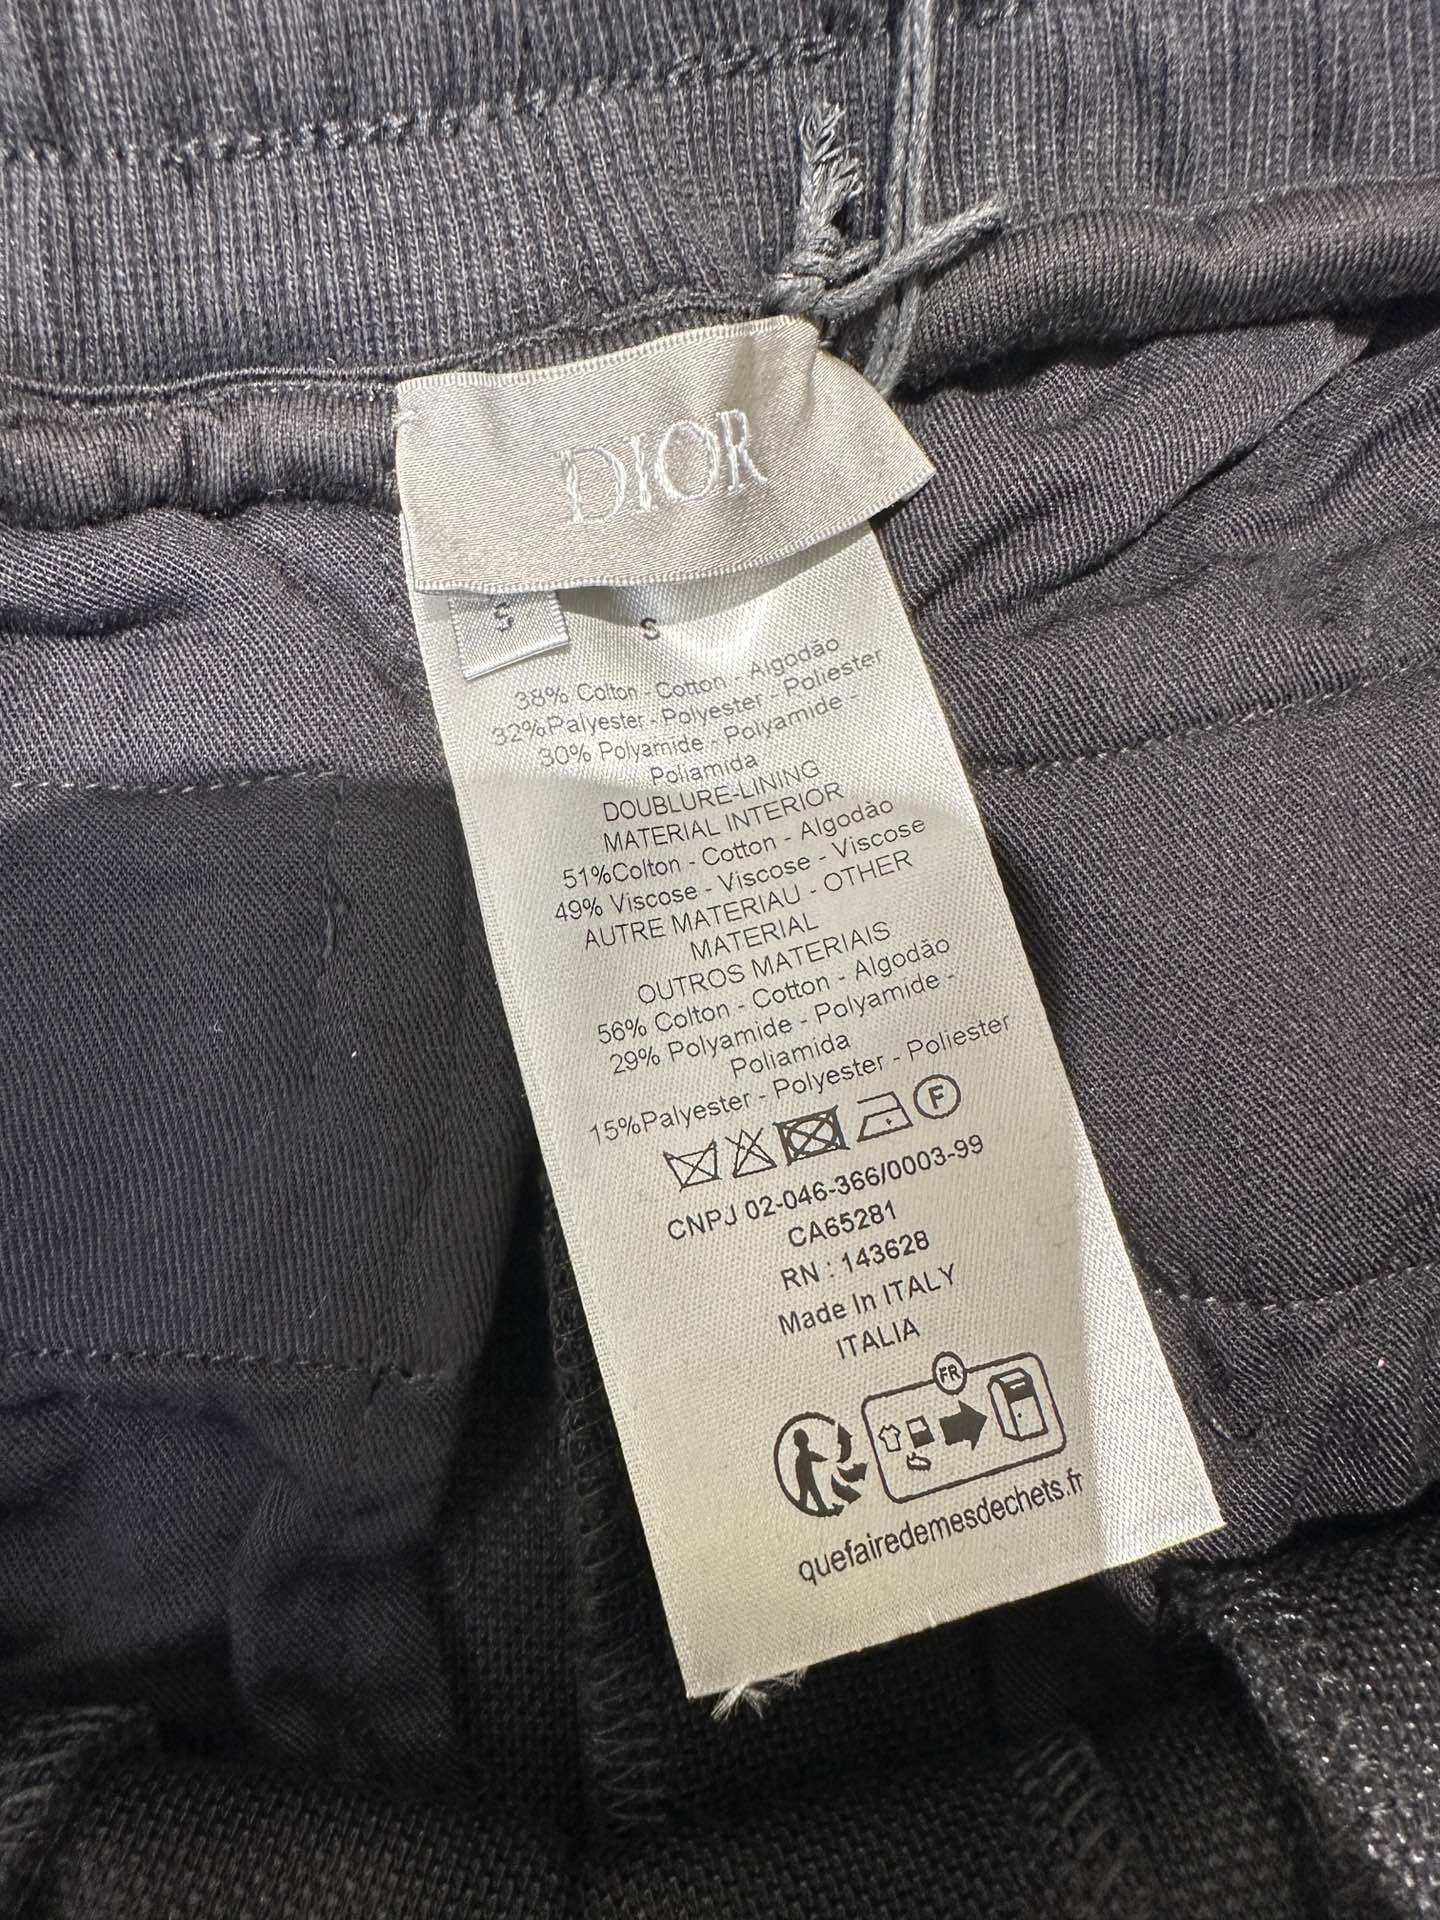 DIOR
S
S
38% Colton - Cotton - Algodão
32%Palyester - Polyester - Poliester
30% Polyamide - Polyamide -
Poliamida
DOUBLURE-LINING
MATERIAL INTERIOR
51%Colton - Cotton - Algodão
49% Viscose - Viscose - Viscose
AUTRE MATERIAU - OTHER
MATERIAL
OUTROS MATERIAIS
56% Colton - Cotton - Algodão
29% Polyamide - Polyamide -
Poliamida
15%Palyester - Polyester - Poliester
F
CNPJ 02-046-366/0003-99
CA65281
RN : 143628
Made In ITALY
ITALIA
FR
quefairedemesdechets.fr